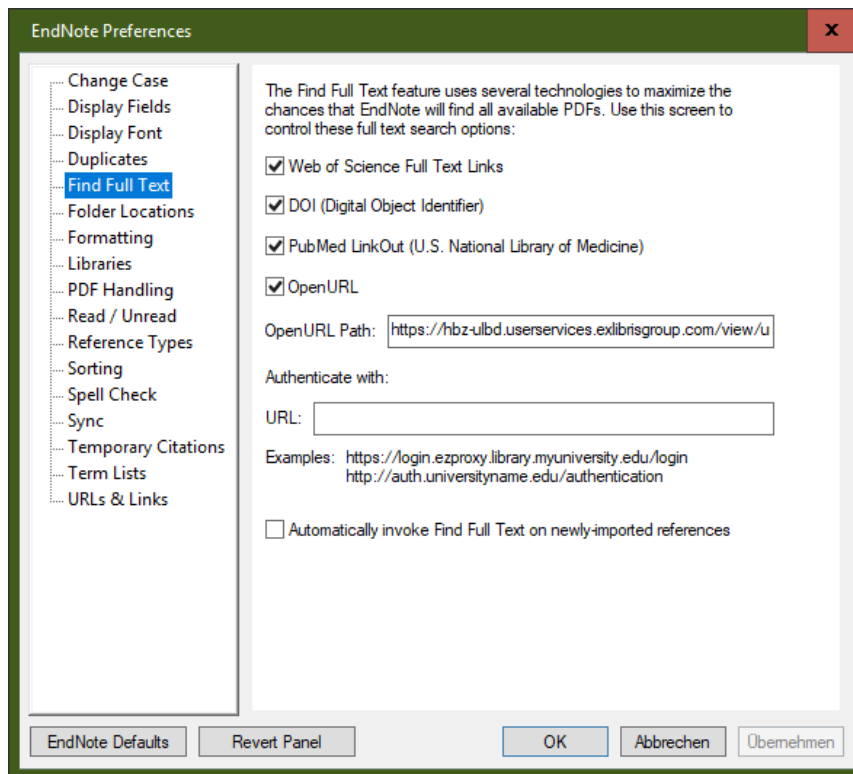 EndNote Preferences
x
Change Case
Display Fields
Display Font
Duplicates
Find Full Text
Folder Locations
Formatting
Libraries
PDF Handling
Read / Unread
Reference Types
Sorting
Spell Check
Sync
Temporary Citations
Term Lists
URLs & Links
The Find Full Text feature uses several technologies to maximize the
chances that EndNote will find all available PDFs. Use this screen to
control these full text search options:
Web of Science Full Text Links
DOI (Digital Object Identifier)
PubMed LinkOut (U.S. National Library of Medicine)
OpenURL
OpenURL Path: https://hbz-ulbd.userservices.exlibrisgroup.com/view/u
Authenticate with:
URL:
Examples: https://login.ezproxy.library.myuniversity.edu/login
http://auth.universityname.edu/authentication
Automatically invoke Find Full Text on newly-imported references
EndNote Defaults Revert Panel OK Abbrechen Übernehmen